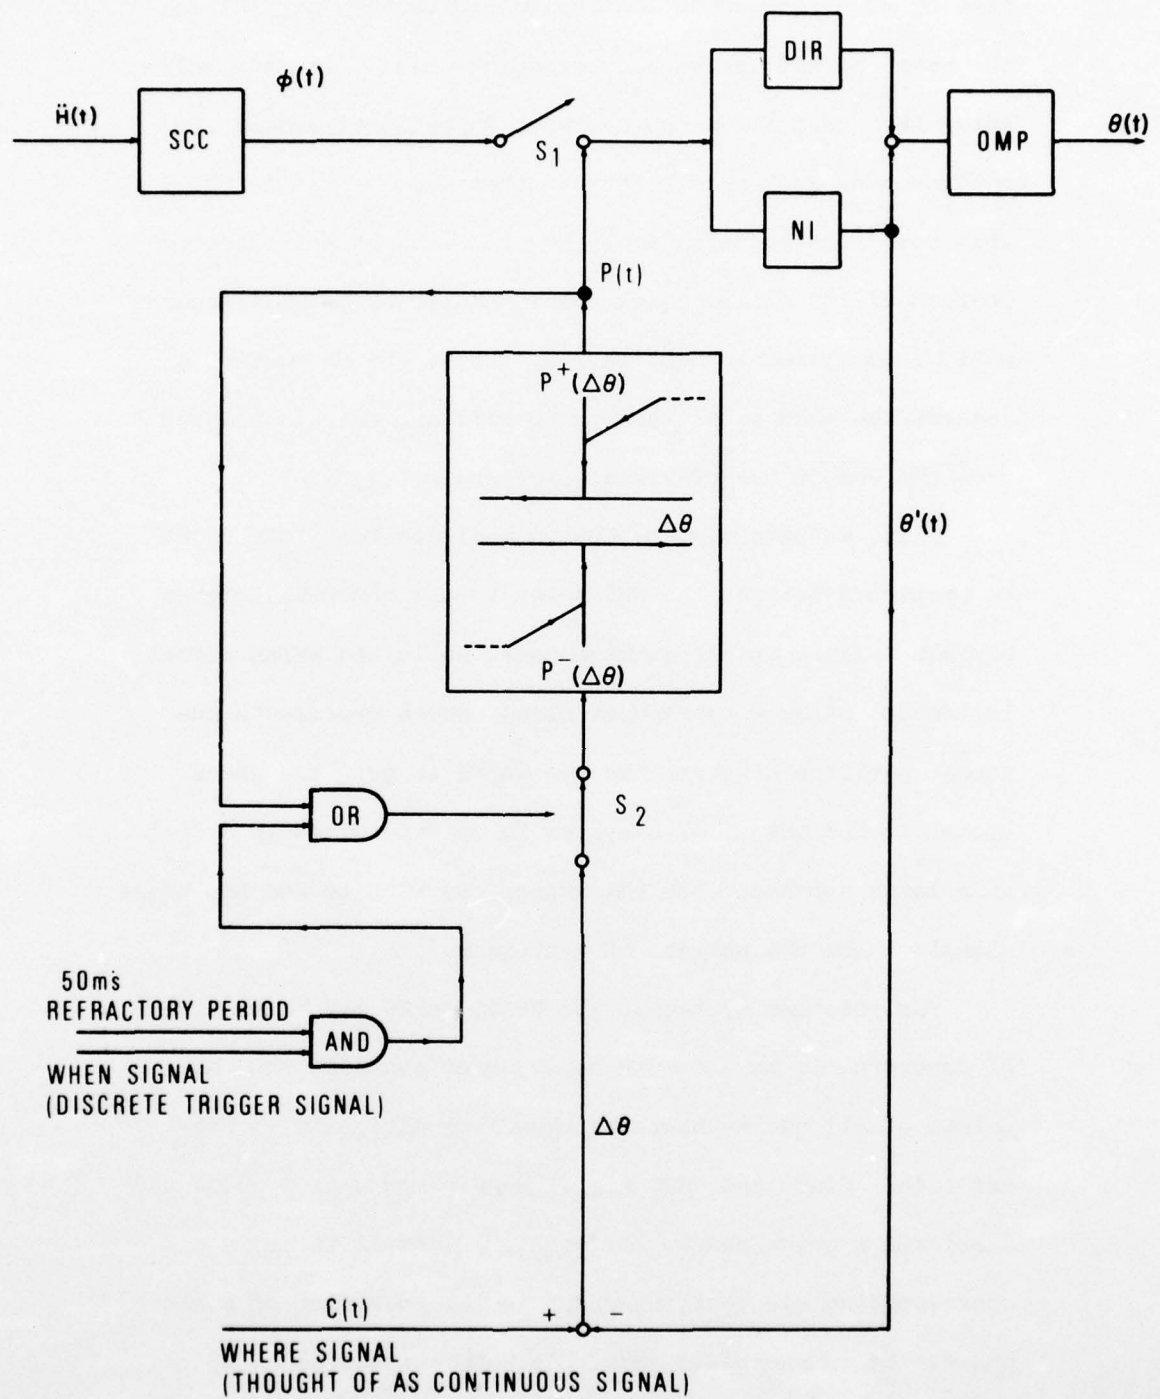 DIR
φ(t)
Ḧ(t)
SCC
S₁
OMP
θ(t)
NI
P(t)
P⁺(Δθ)
Δθ
θ'(t)
P⁻(Δθ)
OR
S₂
50ms
REFRACTORY PERIOD
AND
WHEN SIGNAL
(DISCRETE TRIGGER SIGNAL)
Δθ
C(t)
+
−
WHERE SIGNAL
(THOUGHT OF AS CONTINUOUS SIGNAL)